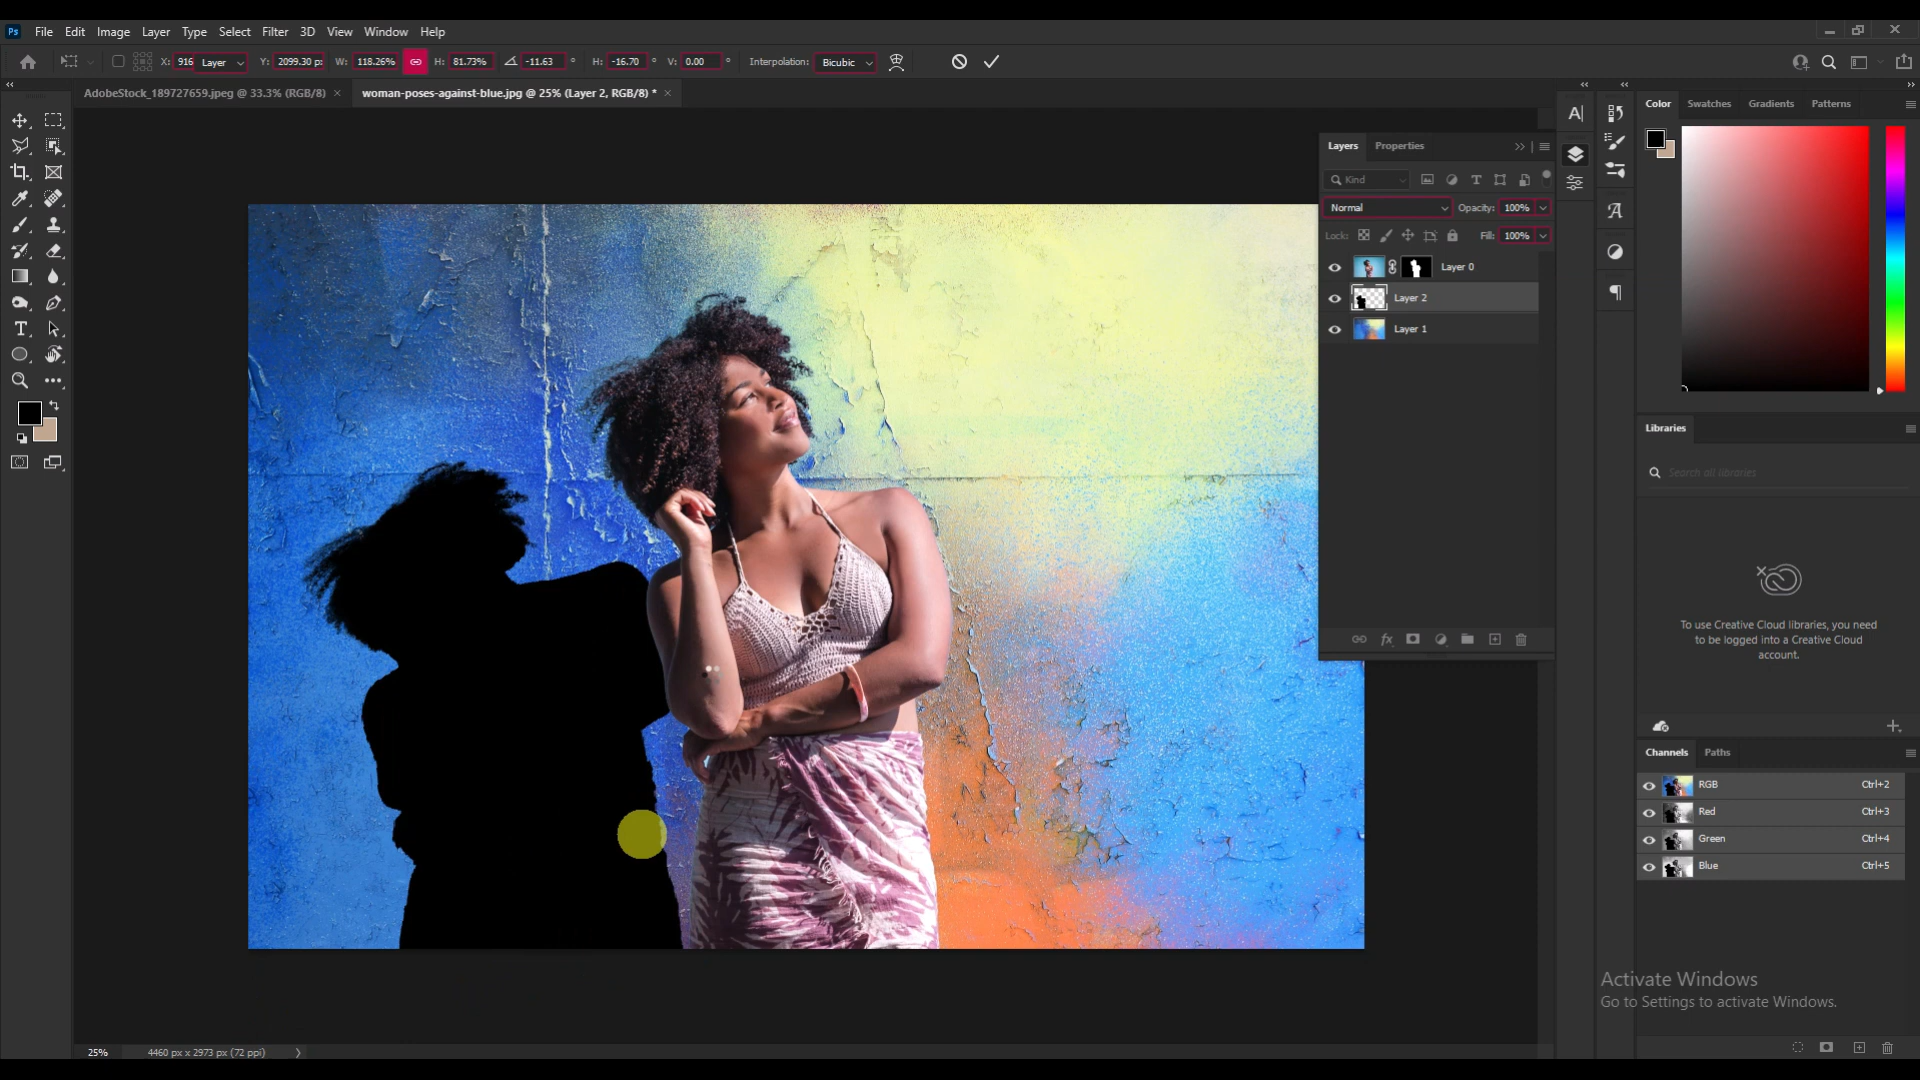 Ps File Edit Image Layer Type Select Filter 3D View Window Help
X: 916 Layer Y: 2099.30 p: W: 118.26% H: 81.73% -11.63 ° H: -16.70 ° V: 0.00 ° Interpolation: Bicubic
AdobeStock_189727659.jpeg @ 33.3% (RGB/8) × woman-poses-against-blue.jpg @ 25% (Layer 2, RGB/8) * ×
Color Swatches Gradients Patterns
Layers Properties
Kind
Normal Opacity: 100%
Lock: Fill: 100%
Layer 0
Layer 2
Layer 1
Libraries
Search all libraries
To use Creative Cloud libraries, you need
to be logged into a Creative Cloud
account.
Channels Paths
RGB Ctrl+2
Red Ctrl+3
Green Ctrl+4
Blue Ctrl+5
Activate Windows
Go to Settings to activate Windows.
25% 4460 px x 2973 px (72 ppi)